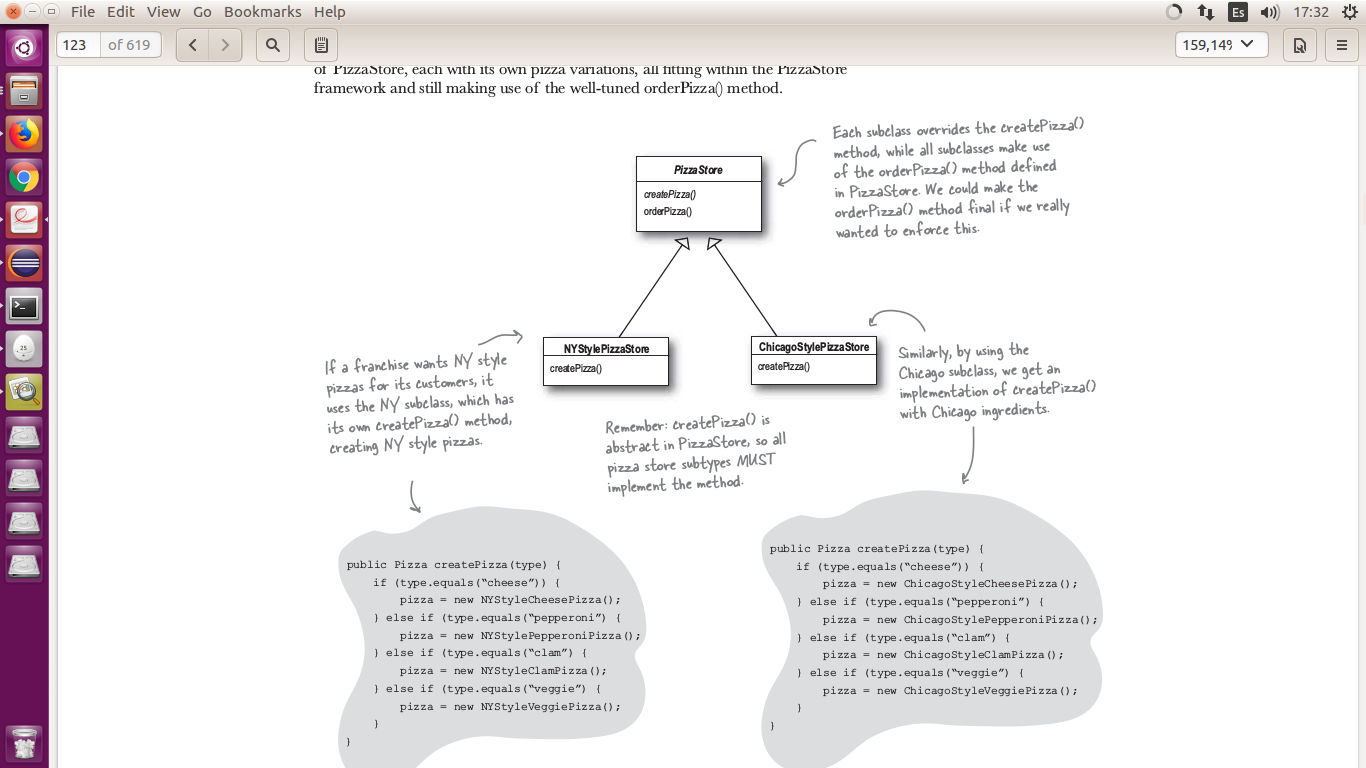 File Edit View Go Bookmarks Help
Es 17:32
123 of 619
159,14%
of PizzaStore, each with its own pizza variations, all fitting within the PizzaStore
framework and still making use of the well-tuned orderPizza() method.
Each subclass overrides the createPizza()
method, while all subclasses make use
of the orderPizza() method defined
in PizzaStore. We could make the
orderPizza() method final if we really
wanted to enforce this.
PizzaStore
createPizza()
orderPizza()
NYStylePizzaStore
createPizza()
ChicagoStylePizzaStore
createPizza()
If a franchise wants NY style
pizzas for its customers, it
uses the NY subclass, which has
its own createPizza() method,
creating NY style pizzas.
Similarly, by using the
Chicago subclass, we get an
implementation of createPizza()
with Chicago ingredients.
Remember: createPizza() is
abstract in PizzaStore, so all
pizza store subtypes MUST
implement the method.
public Pizza createPizza(type) {
if (type.equals(“cheese”)) {
pizza = new NYStyleCheesePizza();
} else if (type.equals(“pepperoni”) {
pizza = new NYStylePepperoniPizza();
} else if (type.equals(“clam”) {
pizza = new NYStyleClamPizza();
} else if (type.equals(“veggie”) {
pizza = new NYStyleVeggiePizza();
}
}
public Pizza createPizza(type) {
if (type.equals(“cheese”)) {
pizza = new ChicagoStyleCheesePizza();
} else if (type.equals(“pepperoni”) {
pizza = new ChicagoStylePepperoniPizza();
} else if (type.equals(“clam”) {
pizza = new ChicagoStyleClamPizza();
} else if (type.equals(“veggie”) {
pizza = new ChicagoStyleVeggiePizza();
}
}
25